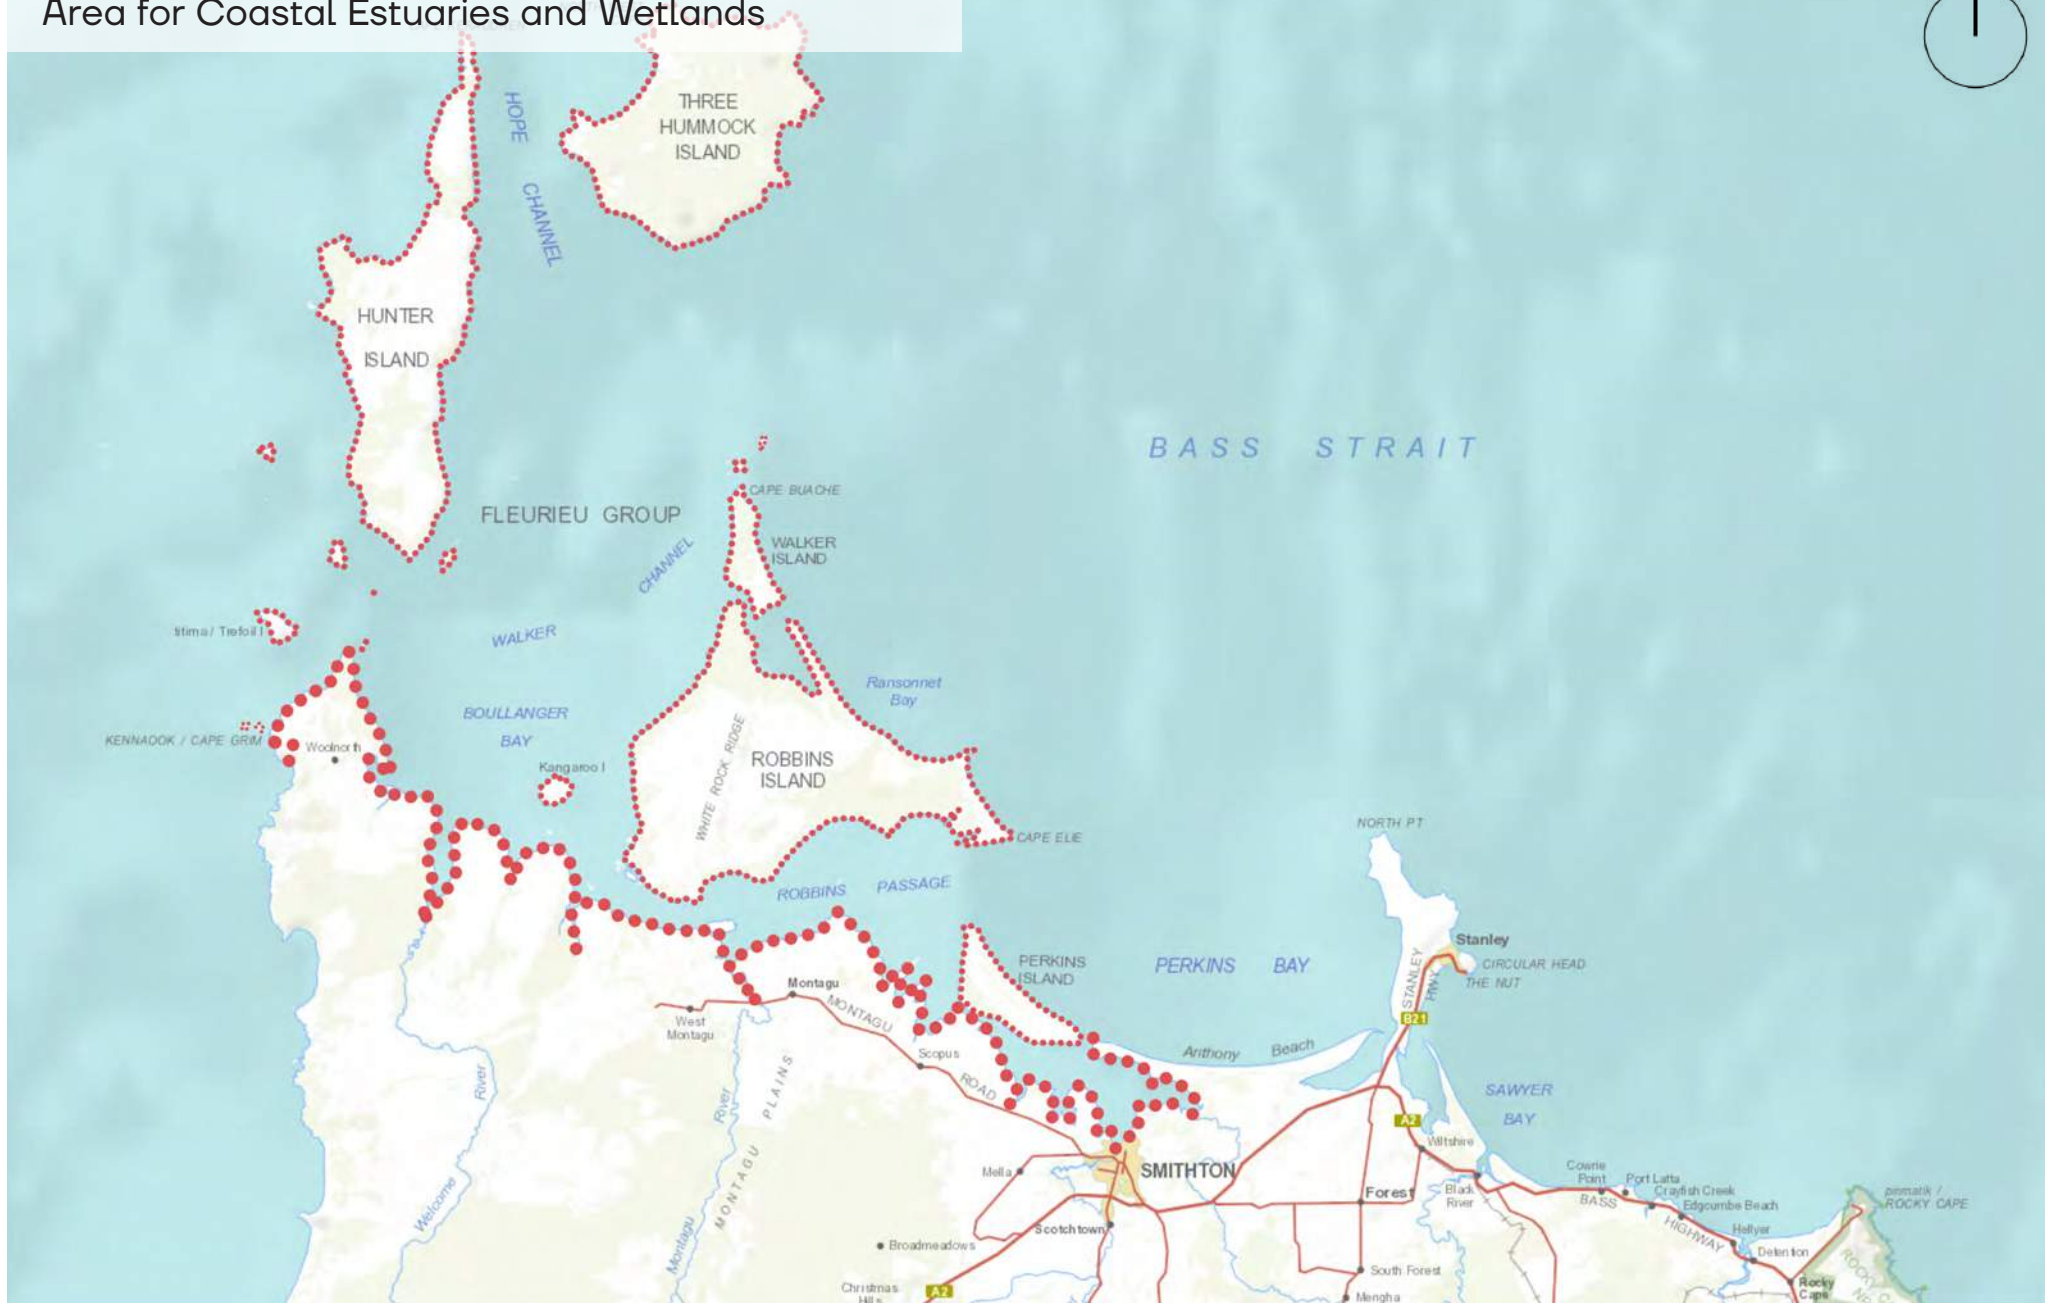 Area for Coastal Estuaries and Wetlands
HOPE
CHANNEL
THREE
HUMMOCK
ISLAND
HUNTER
ISLAND
BASS STRAIT
CAPE BUACHE
FLEURIEU GROUP
WALKER
ISLAND
CHANNEL
WALKER
titima / Trefoil I
Ransonnet
Bay
BOULLANGER
BAY
KENNAOOK / CAPE GRIM
Woolnorth
WHITE ROCK RIDGE
ROBBINS
ISLAND
Kangaroo I
CAPE ELIE
NORTH PT
ROBBINS PASSAGE
Stanley
CIRCULAR HEAD
THE NUT
PERKINS
ISLAND
PERKINS BAY
STANLEY
HWY
B21
Montagu
MONTAGU
ROAD
West
Montagu
Scopus
Anthony Beach
River
River
MONTAGU PLAINS
SAWYER
BAY
A2
Wiltshire
SMITHTON
Mella
Cowrie
Point
Port Latta
Crayfish Creek
Edgcumbe Beach
Forest
Black
River
BASS
HIGHWAY
Hellyer
pinmatik /
ROCKY CAPE
Welcome
Montagu
Scotchtown
Broadmeadows
Detention
South Forest
Christmas
Hills
A2
Mengha
Rocky
Cape